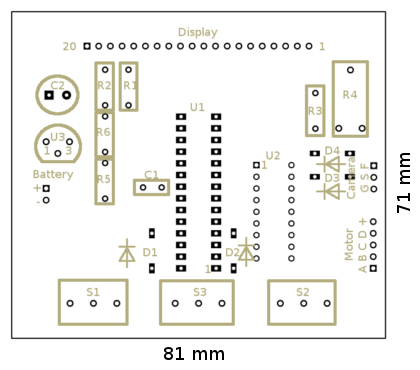 Display
20 1
C2 R2 R1 U1 R4
R3
U3 R6
1 3
U2
1
D4
Battery R5 C1 D3 Camera G S F
+
-
71 mm
Motor A B C D +
D1 D2
1
S1 S3 S2
81 mm